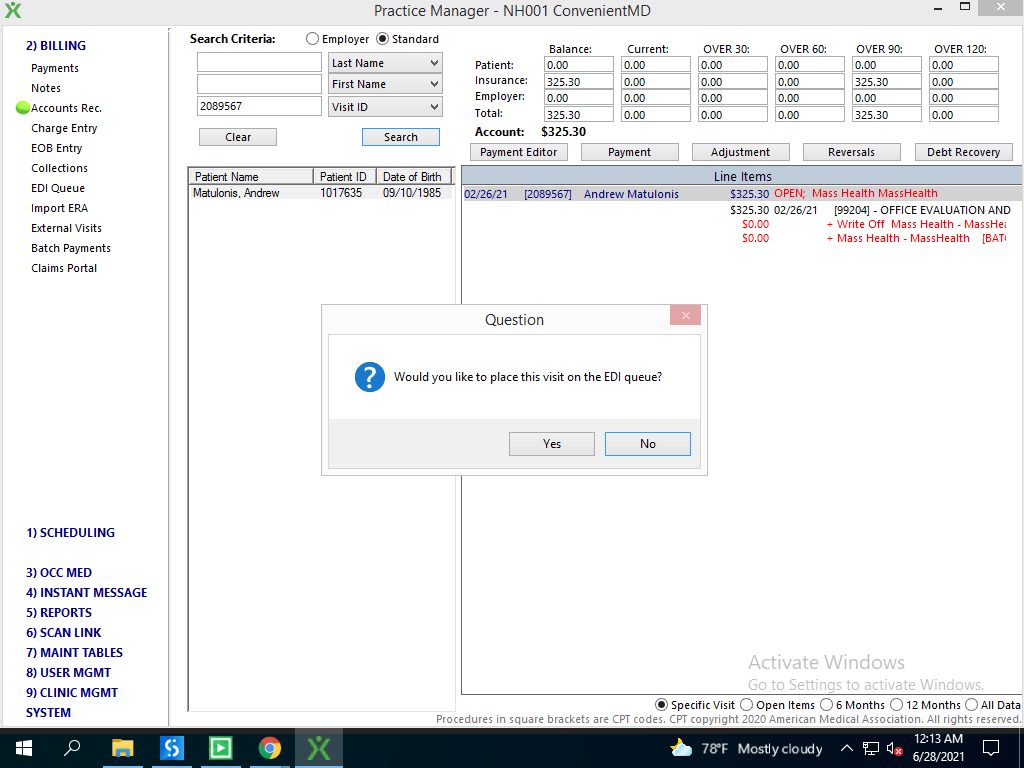 Practice Manager - NH001 ConvenientMD
2) BILLING
Payments
Notes
Accounts Rec.
Charge Entry
EOB Entry
Collections
EDI Queue
Import ERA
External Visits
Batch Payments
Claims Portal
1) SCHEDULING
3) OCC MED
4) INSTANT MESSAGE
5) REPORTS
6) SCAN LINK
7) MAINT TABLES
8) USER MGMT
9) CLINIC MGMT
SYSTEM
Search Criteria: Employer Standard
Last Name
First Name
2089567 Visit ID
Clear Search
Balance: Current: OVER 30: OVER 60: OVER 90: OVER 120:
Patient: 0.00 0.00 0.00 0.00 0.00 0.00
Insurance: 325.30 0.00 0.00 0.00 325.30 0.00
Employer: 0.00 0.00 0.00 0.00 0.00 0.00
Total: 325.30 0.00 0.00 0.00 325.30 0.00
Account: $325.30
Payment Editor Payment Adjustment Reversals Debt Recovery
Patient Name Patient ID Date of Birth
Matulonis, Andrew 1017635 09/10/1985
Line Items
02/26/21 [2089567] Andrew Matulonis $325.30 OPEN; Mass Health MassHealth
$325.30 02/26/21 [99204] - OFFICE EVALUATION AND
$0.00 + Write Off Mass Health - MassHea
$0.00 + Mass Health - MassHealth [BAT
Question
Would you like to place this visit on the EDI queue?
Yes No
Activate Windows
Go to Settings to activate Windows.
Specific Visit Open Items 6 Months 12 Months All Data
Procedures in square brackets are CPT codes. CPT copyright 2020 American Medical Association. All rights reserved.
78°F Mostly cloudy
12:13 AM
6/28/2021